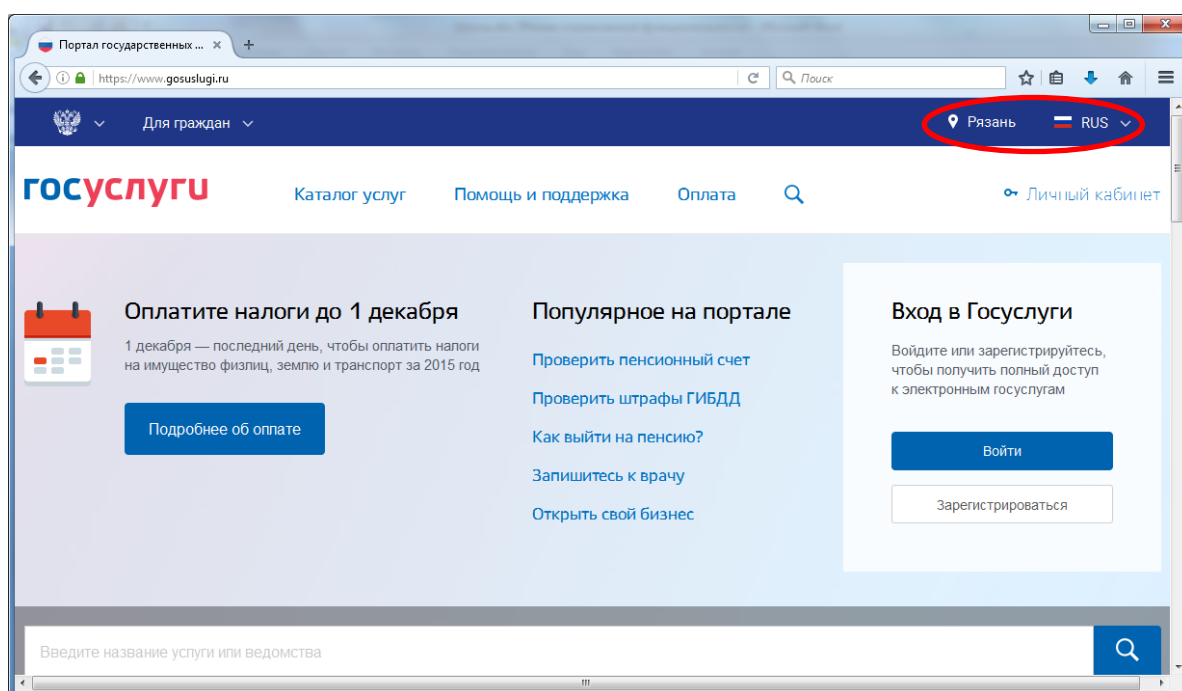 Портал государственных ...
https://www.gosuslugi.ru
Поиск
Для граждан
Рязань
RUS
госуслуги
Каталог услуг
Помощь и поддержка
Оплата
Личный кабинет
Оплатите налоги до 1 декабря
1 декабря — последний день, чтобы оплатить налоги
на имущество физлиц, землю и транспорт за 2015 год
Подробнее об оплате
Популярное на портале
Проверить пенсионный счет
Проверить штрафы ГИБДД
Как выйти на пенсию?
Запишитесь к врачу
Открыть свой бизнес
Вход в Госуслуги
Войдите или зарегистрируйтесь,
чтобы получить полный доступ
к электронным госуслугам
Войти
Зарегистрироваться
Введите название услуги или ведомства